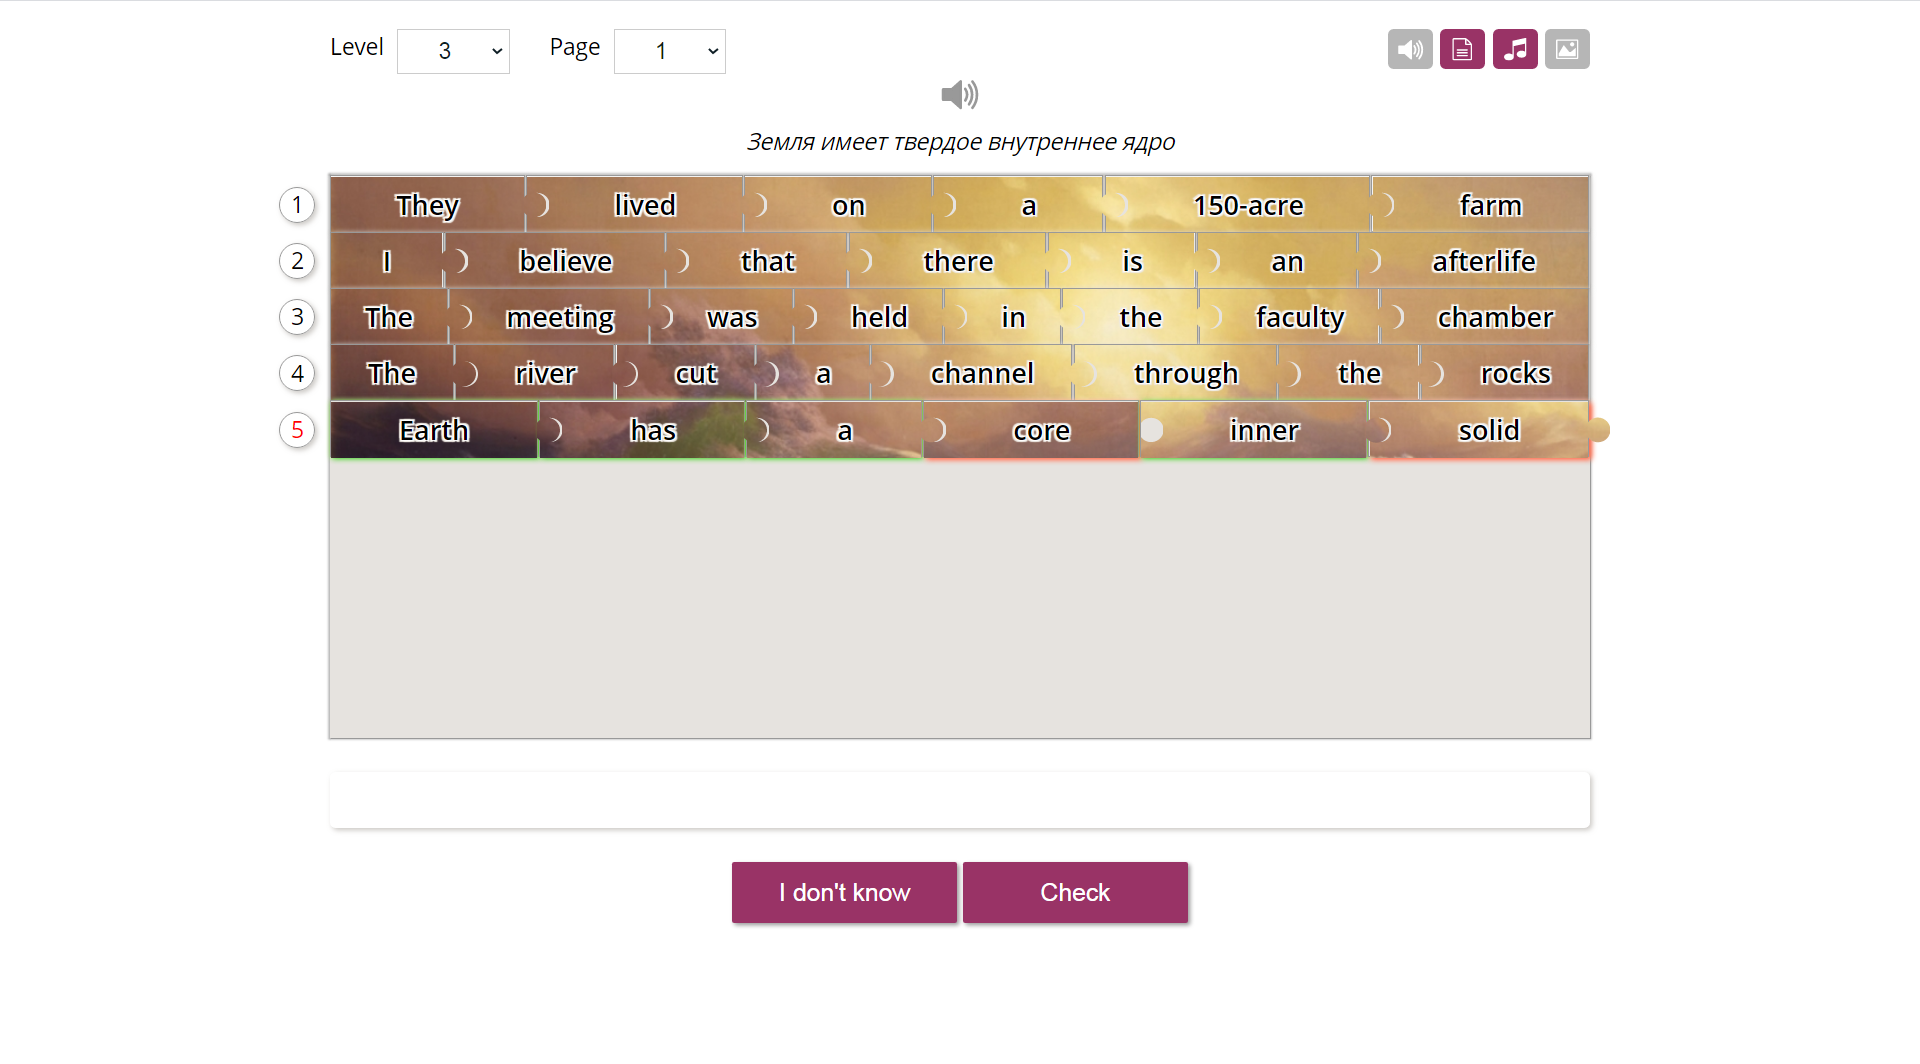 Level 3 Page 1
Земля имеет твердое внутреннее ядро
1 They lived on a 150-acre farm
2 I believe that there is an afterlife
3 The meeting was held in the faculty chamber
4 The river cut a channel through the rocks
5 Earth has a core inner solid
I don't know Check